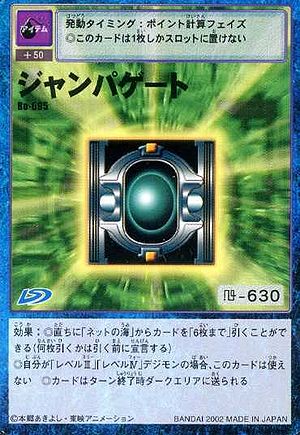 アイテム
+50
発動タイミング：ポイント計算フェイズ
◎このカードは1枚しかスロットに置けない
ジャンパゲート
Bo-695
-630
効果：◎直ちに「ネットの海」からカードを「6枚まで」引くことがで
きる(何枚引くかは引く前に宣言する)
◎自分が「レベルⅢ」「レベルⅣ」デジモンの場合、このカードは使え
ない　◎カードはターン終了時ダークエリアに送られる
©本郷あきよし・東映アニメーション
BANDAI 2002 MADE IN JAPAN